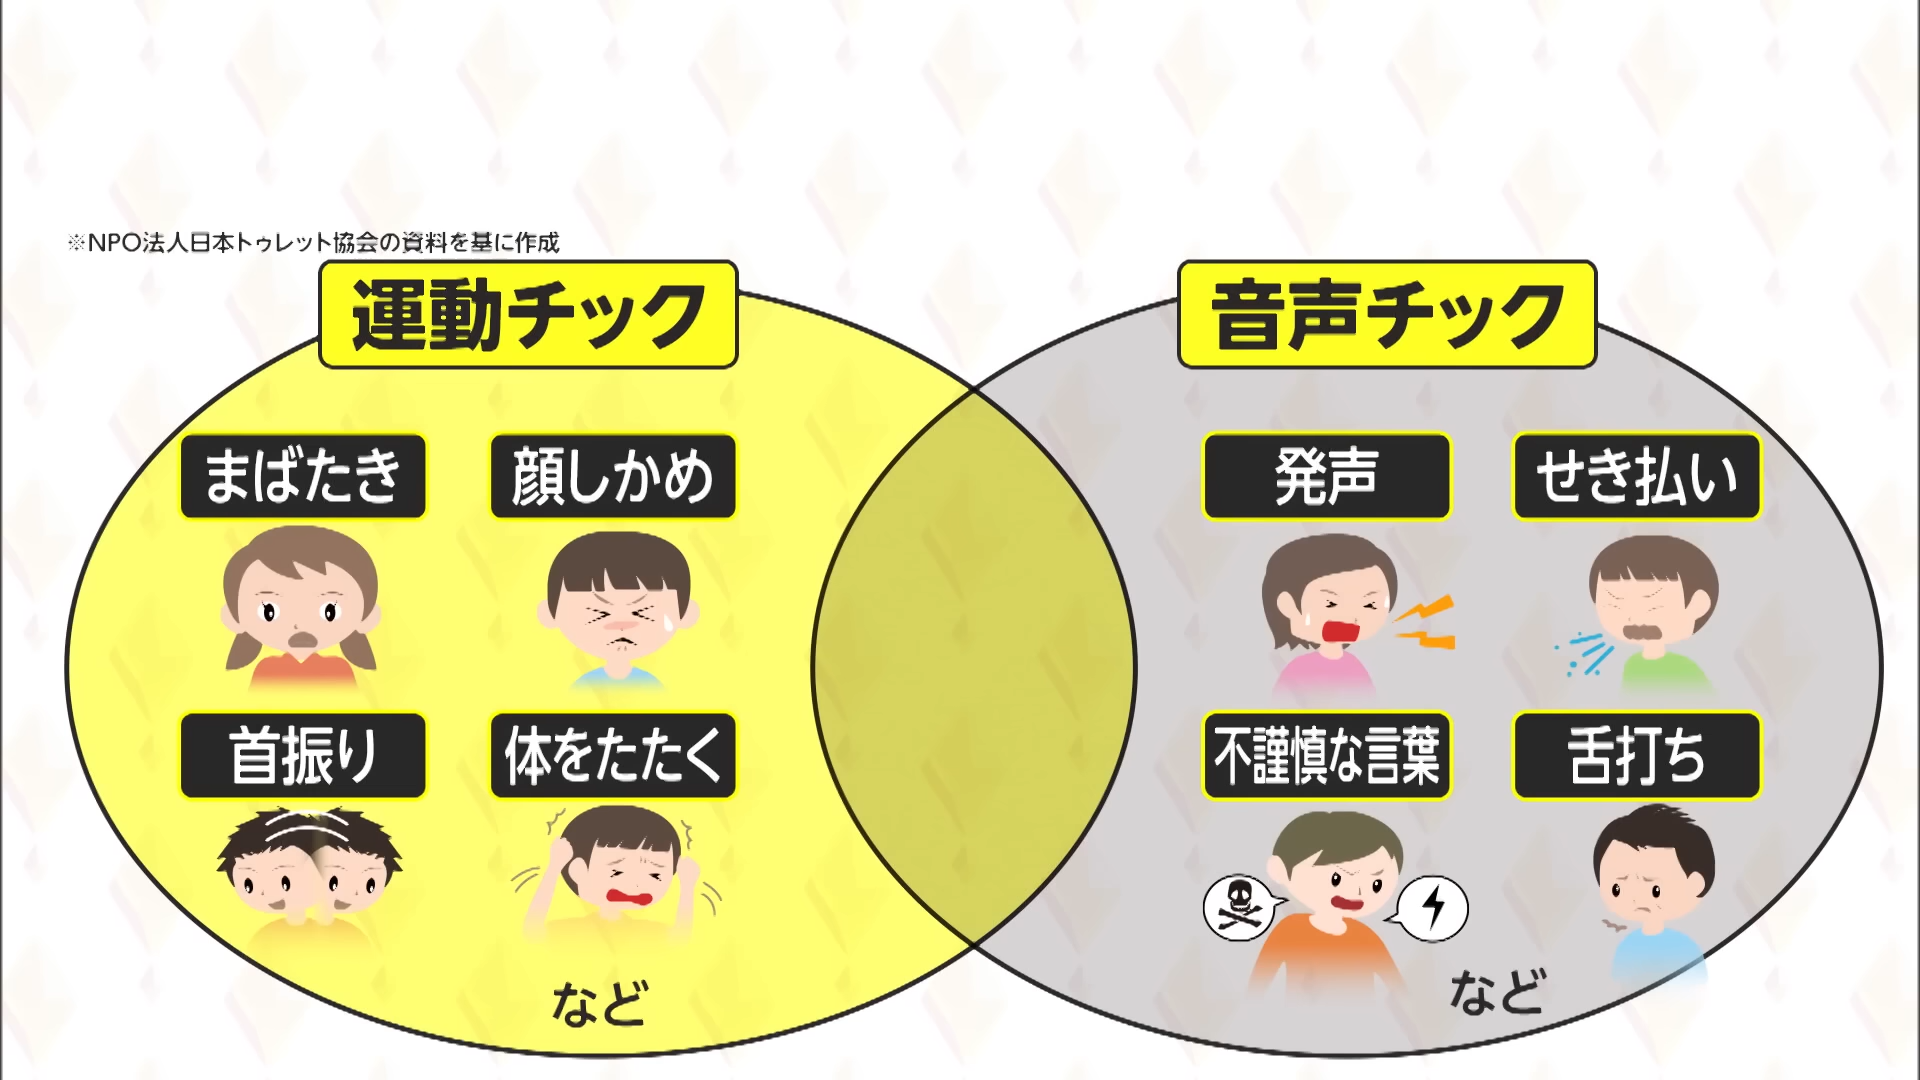 ※NPO法人日本トゥレット協会の資料を基に作成
運動チック
まばたき
顔しかめ
首振り
体をたたく
など
音声チック
発声
せき払い
不謹慎な言葉
舌打ち
など